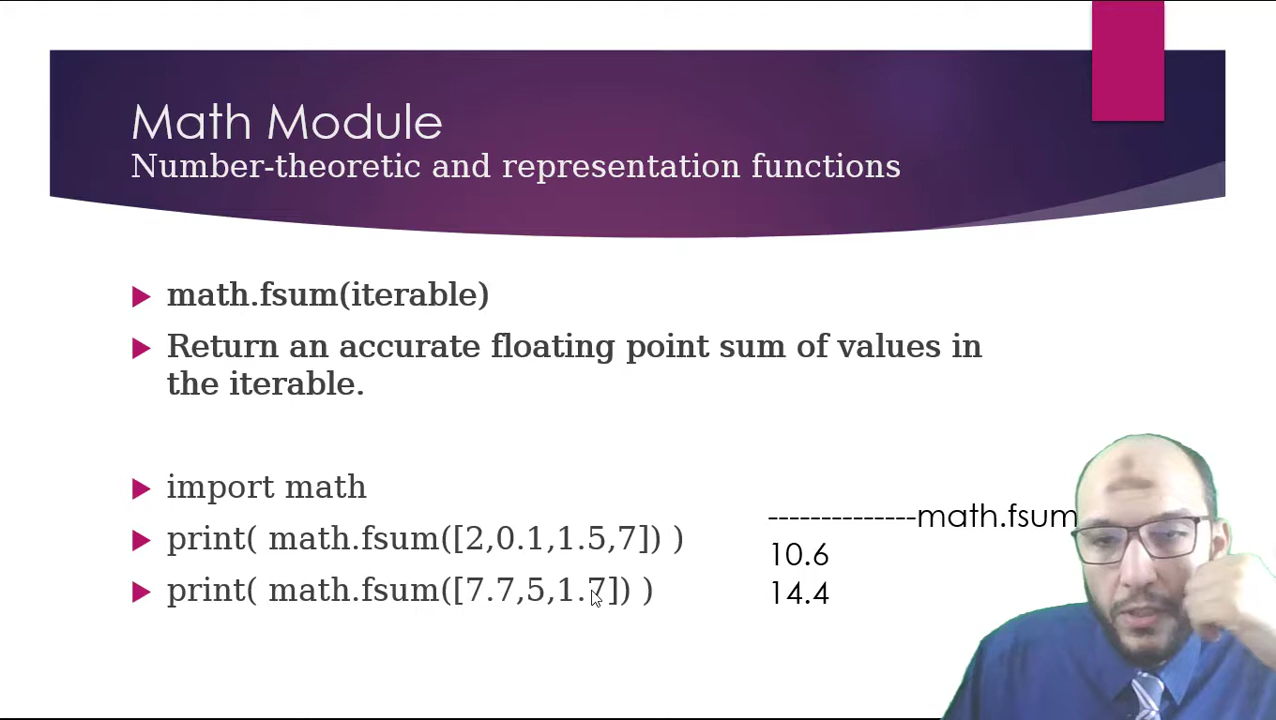 Math Module
Number-theoretic and representation functions
math.fsum(iterable)
Return an accurate floating point sum of values in
the iterable.
import math
print( math.fsum([2,0.1,1.5,7]) )
print( math.fsum([7.7,5,1.7]) )
--------------math.fsum
10.6
14.4